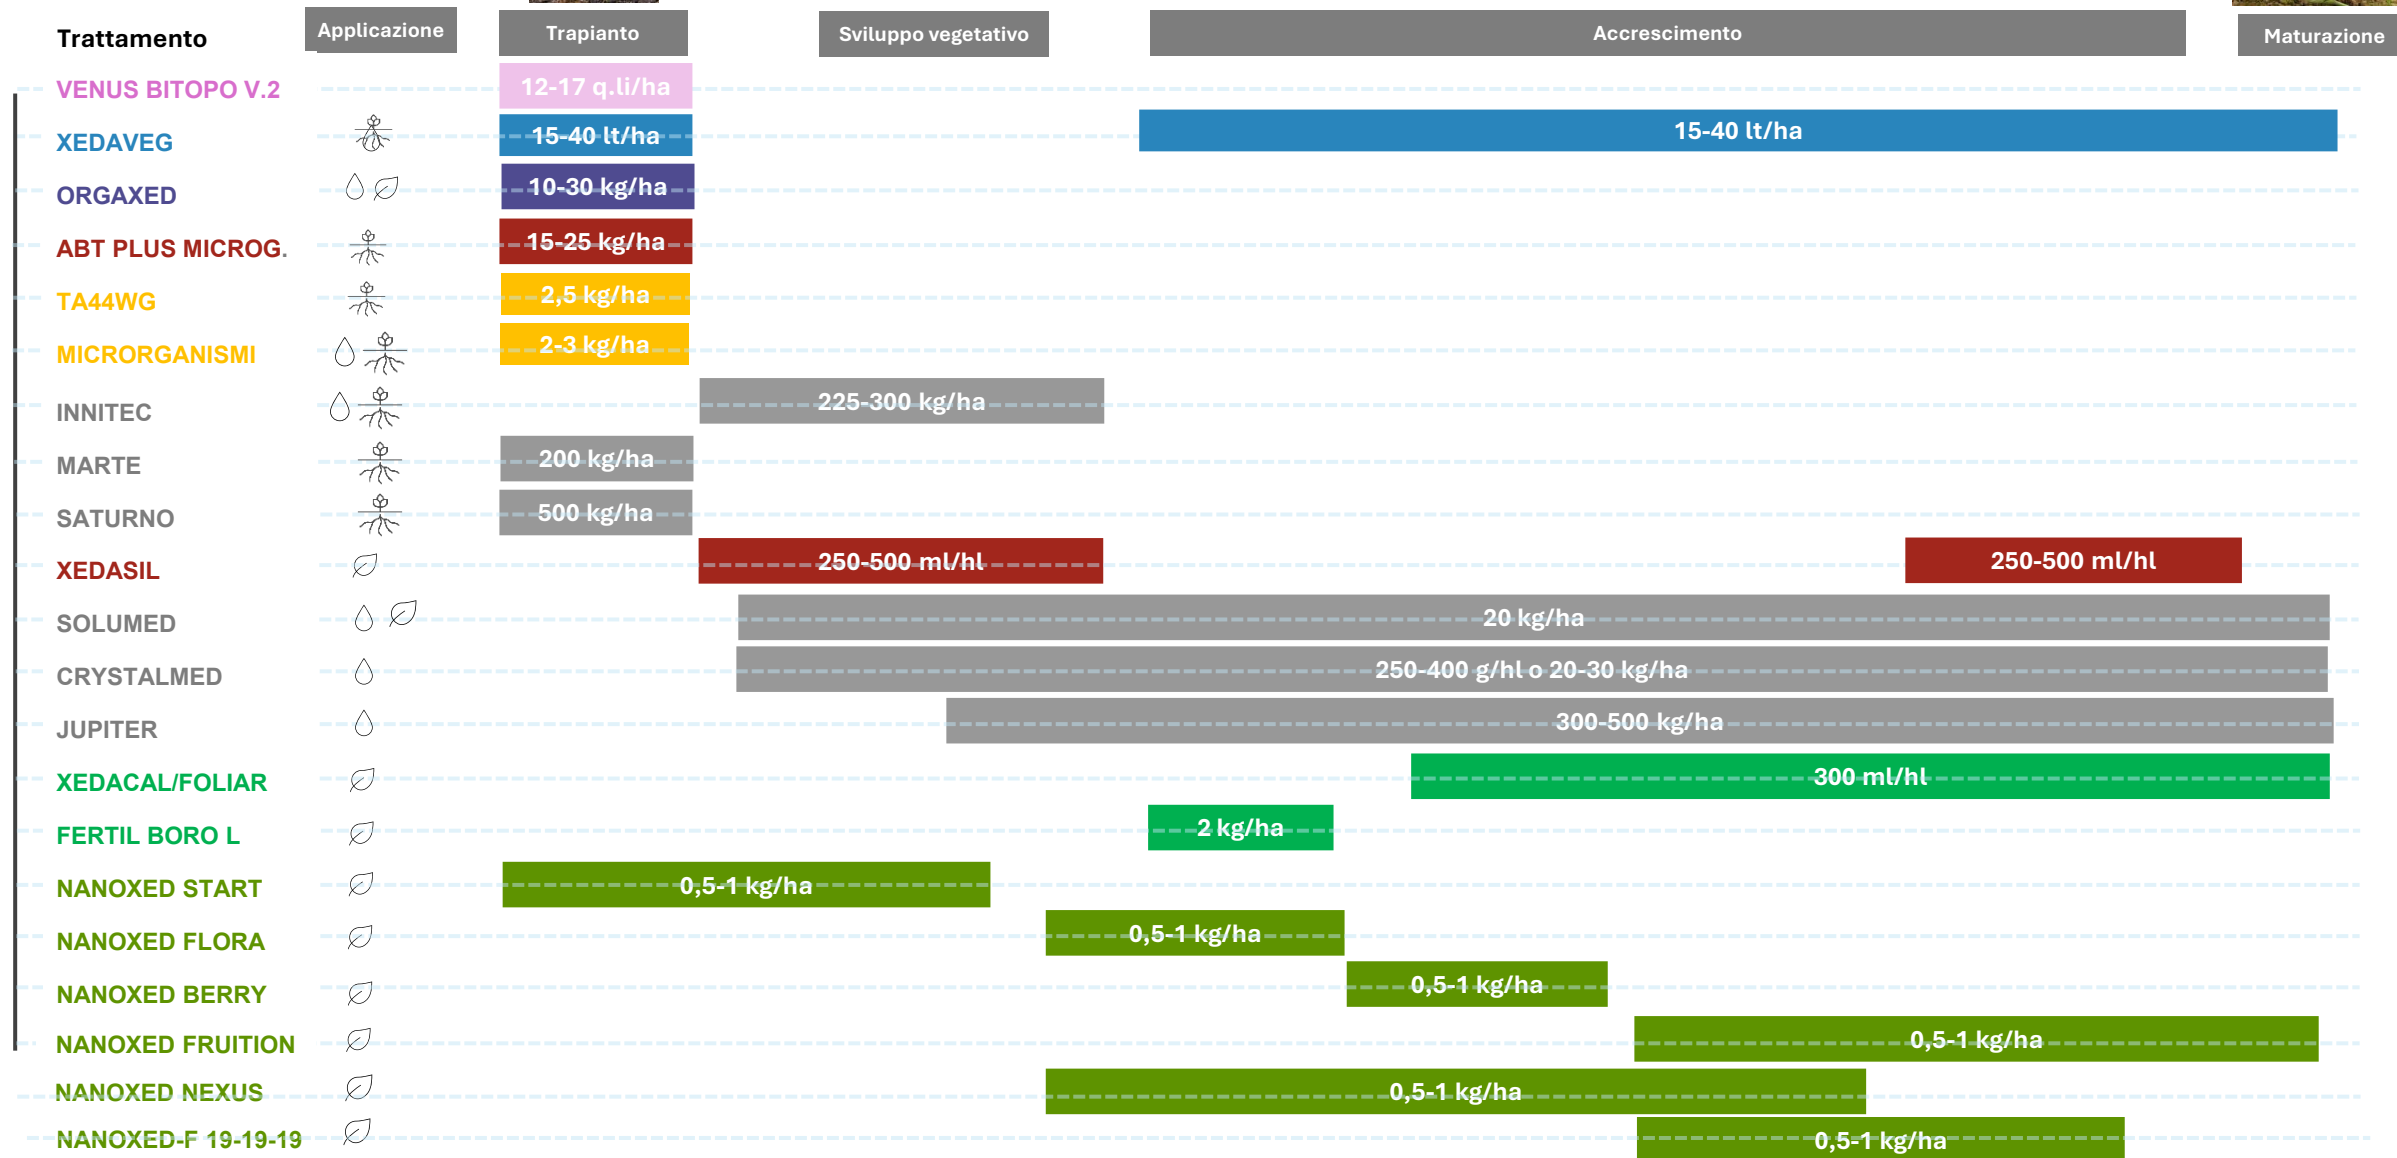 Trattamento Applicazione Trapianto Sviluppo vegetativo Accrescimento Maturazione
VENUS BITOPO V.2 12-17 q.li/ha
XEDAVEG 15-40 lt/ha 15-40 lt/ha
ORGAXED 10-30 kg/ha
ABT PLUS MICROG. 15-25 kg/ha
TA44WG 2,5 kg/ha
MICRORGANISMI 2-3 kg/ha
INNITEC 225-300 kg/ha
MARTE 200 kg/ha
SATURNO 500 kg/ha
XEDASIL 250-500 ml/hl 250-500 ml/hl
SOLUMED 20 kg/ha
CRYSTALMED 250-400 g/hl o 20-30 kg/ha
JUPITER 300-500 kg/ha
XEDACAL/FOLIAR 300 ml/hl
FERTIL BORO L 2 kg/ha
NANOXED START 0,5-1 kg/ha
NANOXED FLORA 0,5-1 kg/ha
NANOXED BERRY 0,5-1 kg/ha
NANOXED FRUITION 0,5-1 kg/ha
NANOXED NEXUS 0,5-1 kg/ha
NANOXED-F 19-19-19 0,5-1 kg/ha